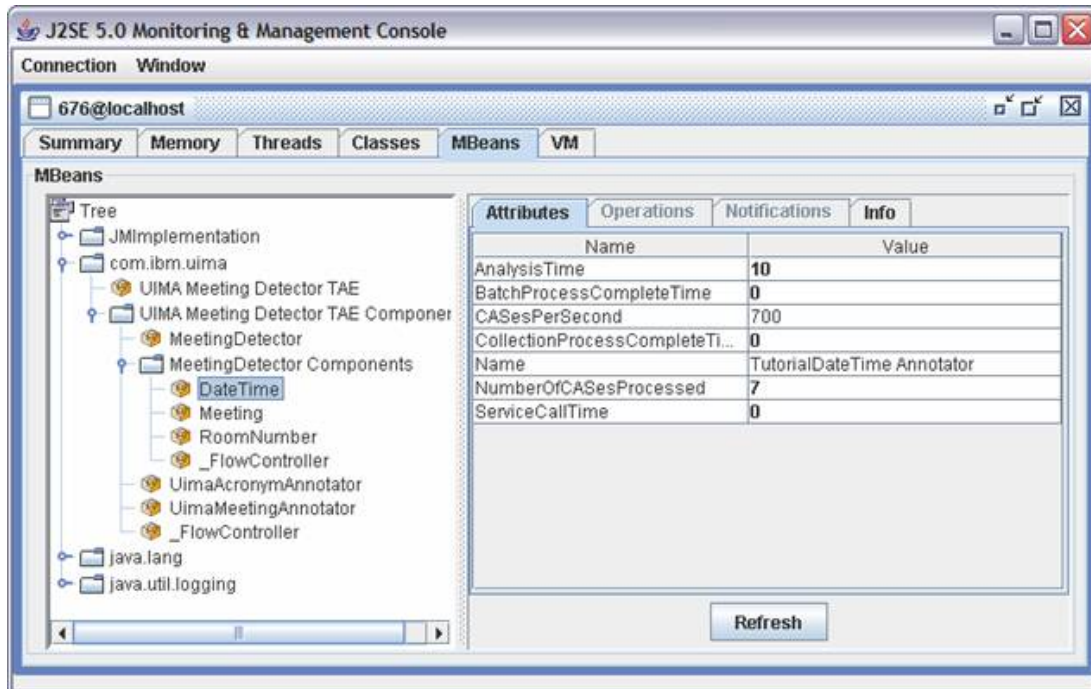 J2SE 5.0 Monitoring & Management Console
Connection Window
676@localhost
Summary Memory Threads Classes MBeans VM
MBeans
Tree
JMImplementation
com.ibm.uima
UIMA Meeting Detector TAE
UIMA Meeting Detector TAE Componer
MeetingDetector
MeetingDetector Components
DateTime
Meeting
RoomNumber
_FlowController
UimaAcronymAnnotator
UimaMeetingAnnotator
_FlowController
java.lang
java.util.logging
Attributes Operations Notifications Info
Name Value
AnalysisTime 10
BatchProcessCompleteTime 0
CASesPerSecond 700
CollectionProcessCompleteTi... 0
Name TutorialDateTime Annotator
NumberOfCASesProcessed 7
ServiceCallTime 0
Refresh